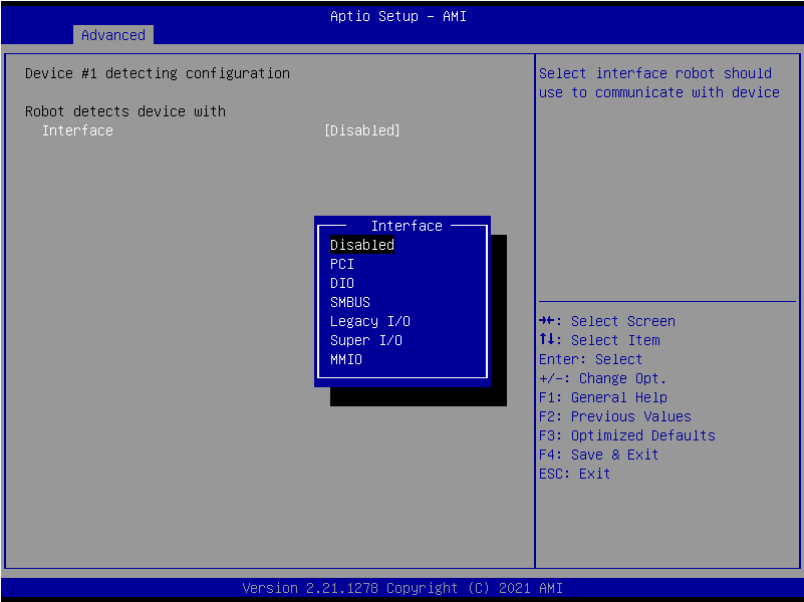 Aptio Setup – AMI
Advanced
Device #1 detecting configuration
Robot detects device with
Interface [Disabled]
Select interface robot should
use to communicate with device
Interface
Disabled
PCI
DIO
SMBUS
Legacy I/O
Super I/O
MMIO
→←: Select Screen
↑↓: Select Item
Enter: Select
+/-: Change Opt.
F1: General Help
F2: Previous Values
F3: Optimized Defaults
F4: Save & Exit
ESC: Exit
Version 2.21.1278 Copyright (C) 2021 AMI